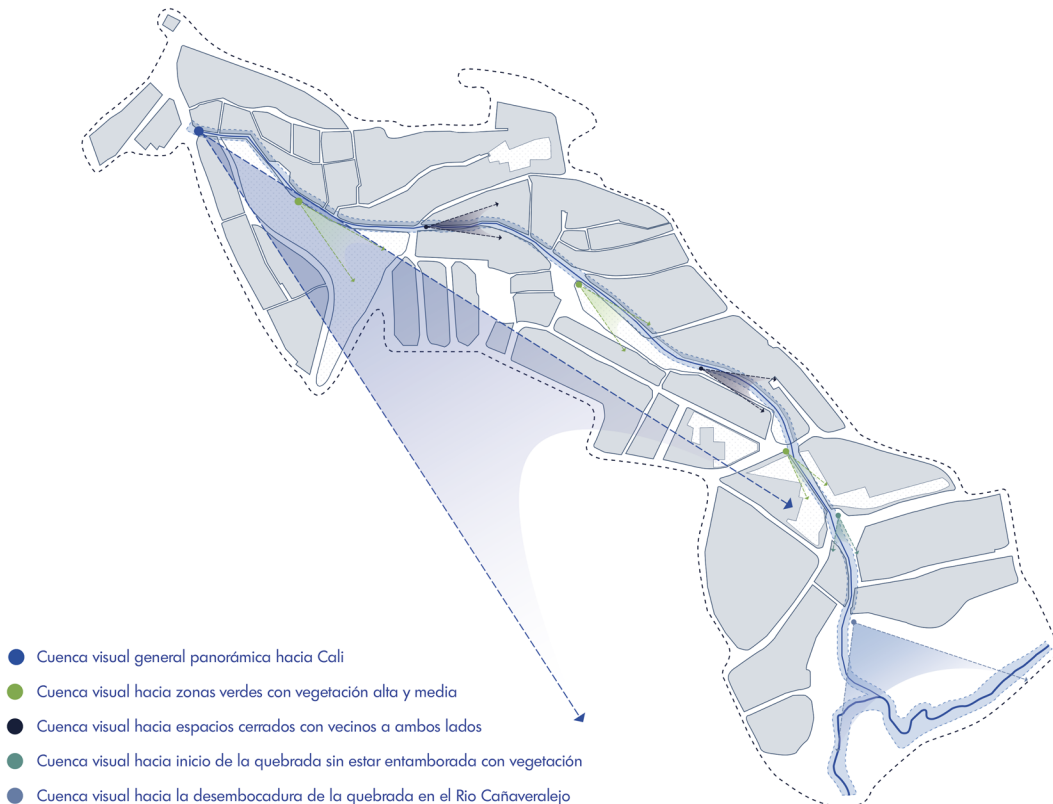 Cuenca visual general panorámica hacia Cali
Cuenca visual hacia zonas verdes con vegetación alta y media
Cuenca visual hacia espacios cerrados con vecinos a ambos lados
Cuenca visual hacia inicio de la quebrada sin estar entamborada con vegetación
Cuenca visual hacia la desembocadura de la quebrada en el Rio Cañaveralejo